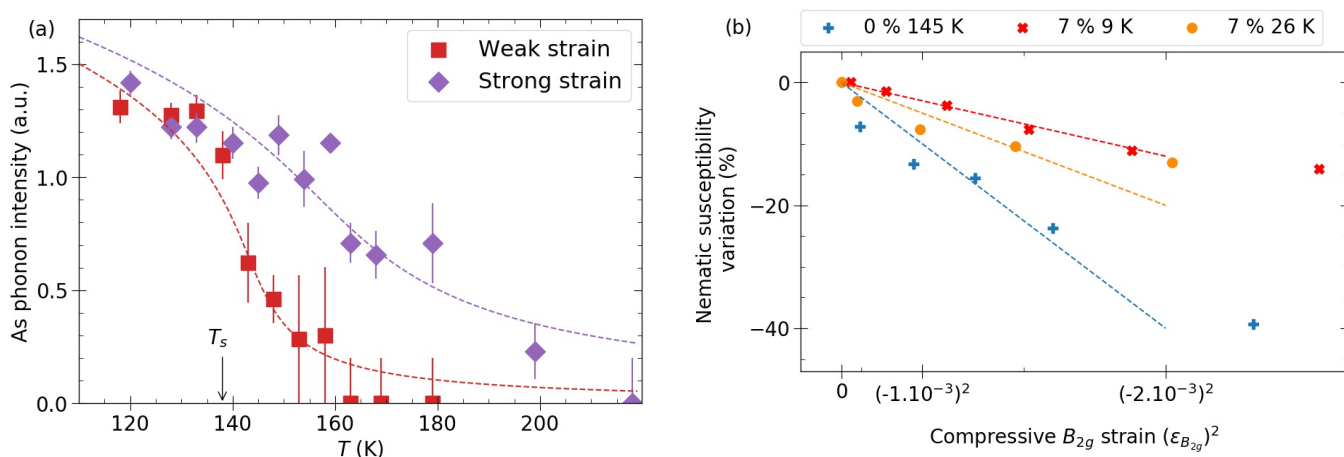 (a)
Weak strain
Strong strain
As phonon intensity (a.u.)
1.5
1.0
0.5
0.0
T_s
120 140 160 180 200
T (K)
(b)
0 % 145 K 7 % 9 K 7 % 26 K
Nematic susceptibility
variation (%)
0
−20
−40
0 (-1.10⁻³)² (-2.10⁻³)²
Compressive B₂g strain (ε_B₂g)²